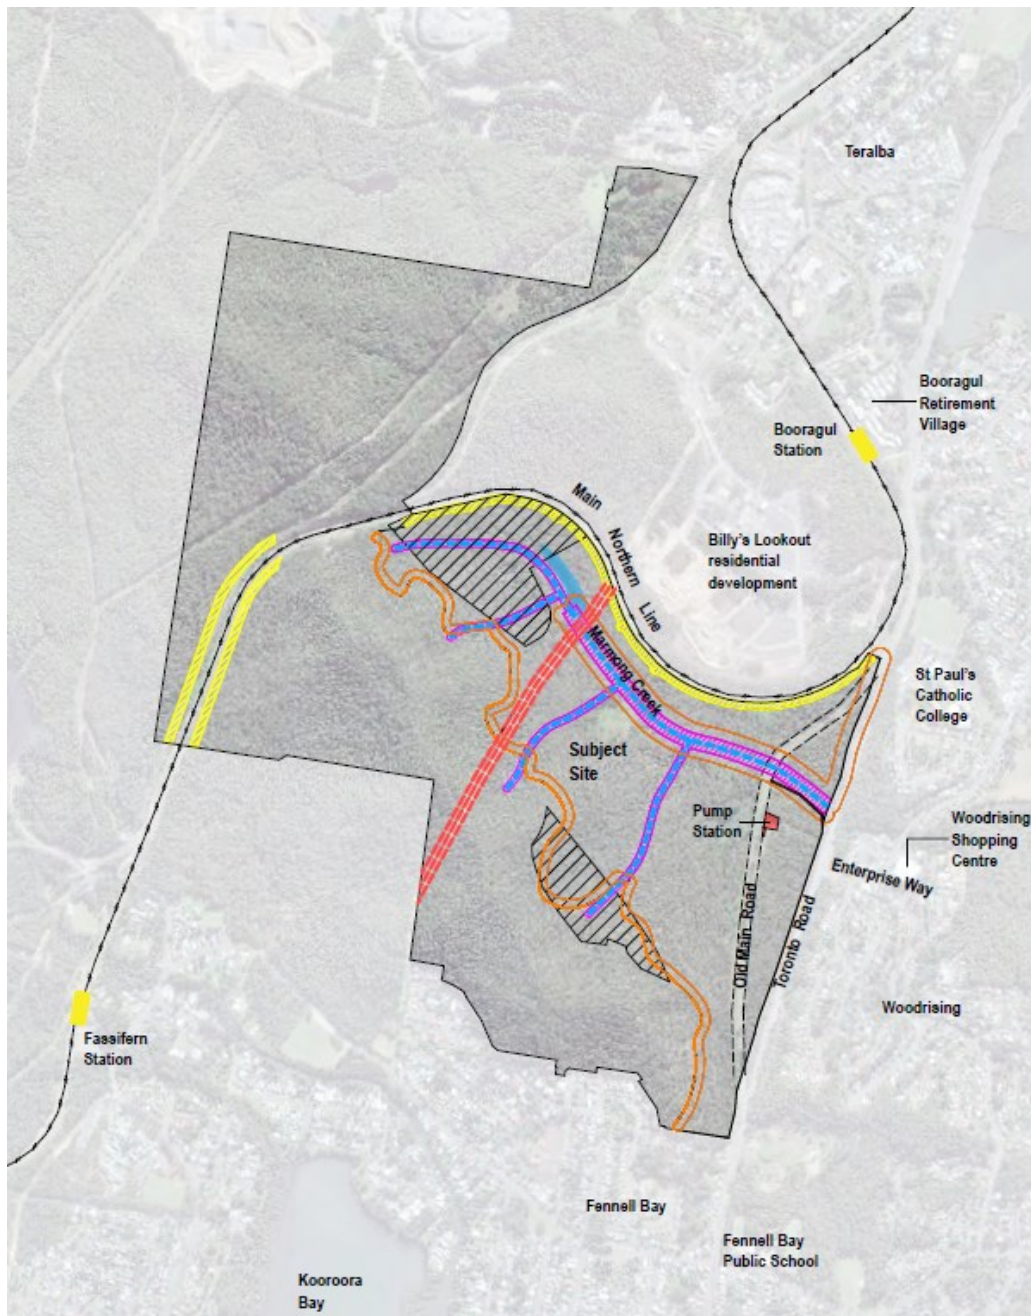 Teralba
Booragul
Retirement
Village
Booragul
Station
Main
Northern
Line
Billy's Lookout
residential
development
Marmong Creek
St Paul's
Catholic
College
Subject
Site
Pump
Station
Woodrising
Shopping
Centre
Enterprise Way
Old Main Road
Toronto Road
Woodrising
Fassifern
Station
Fennell Bay
Fennell Bay
Public School
Kooroora
Bay